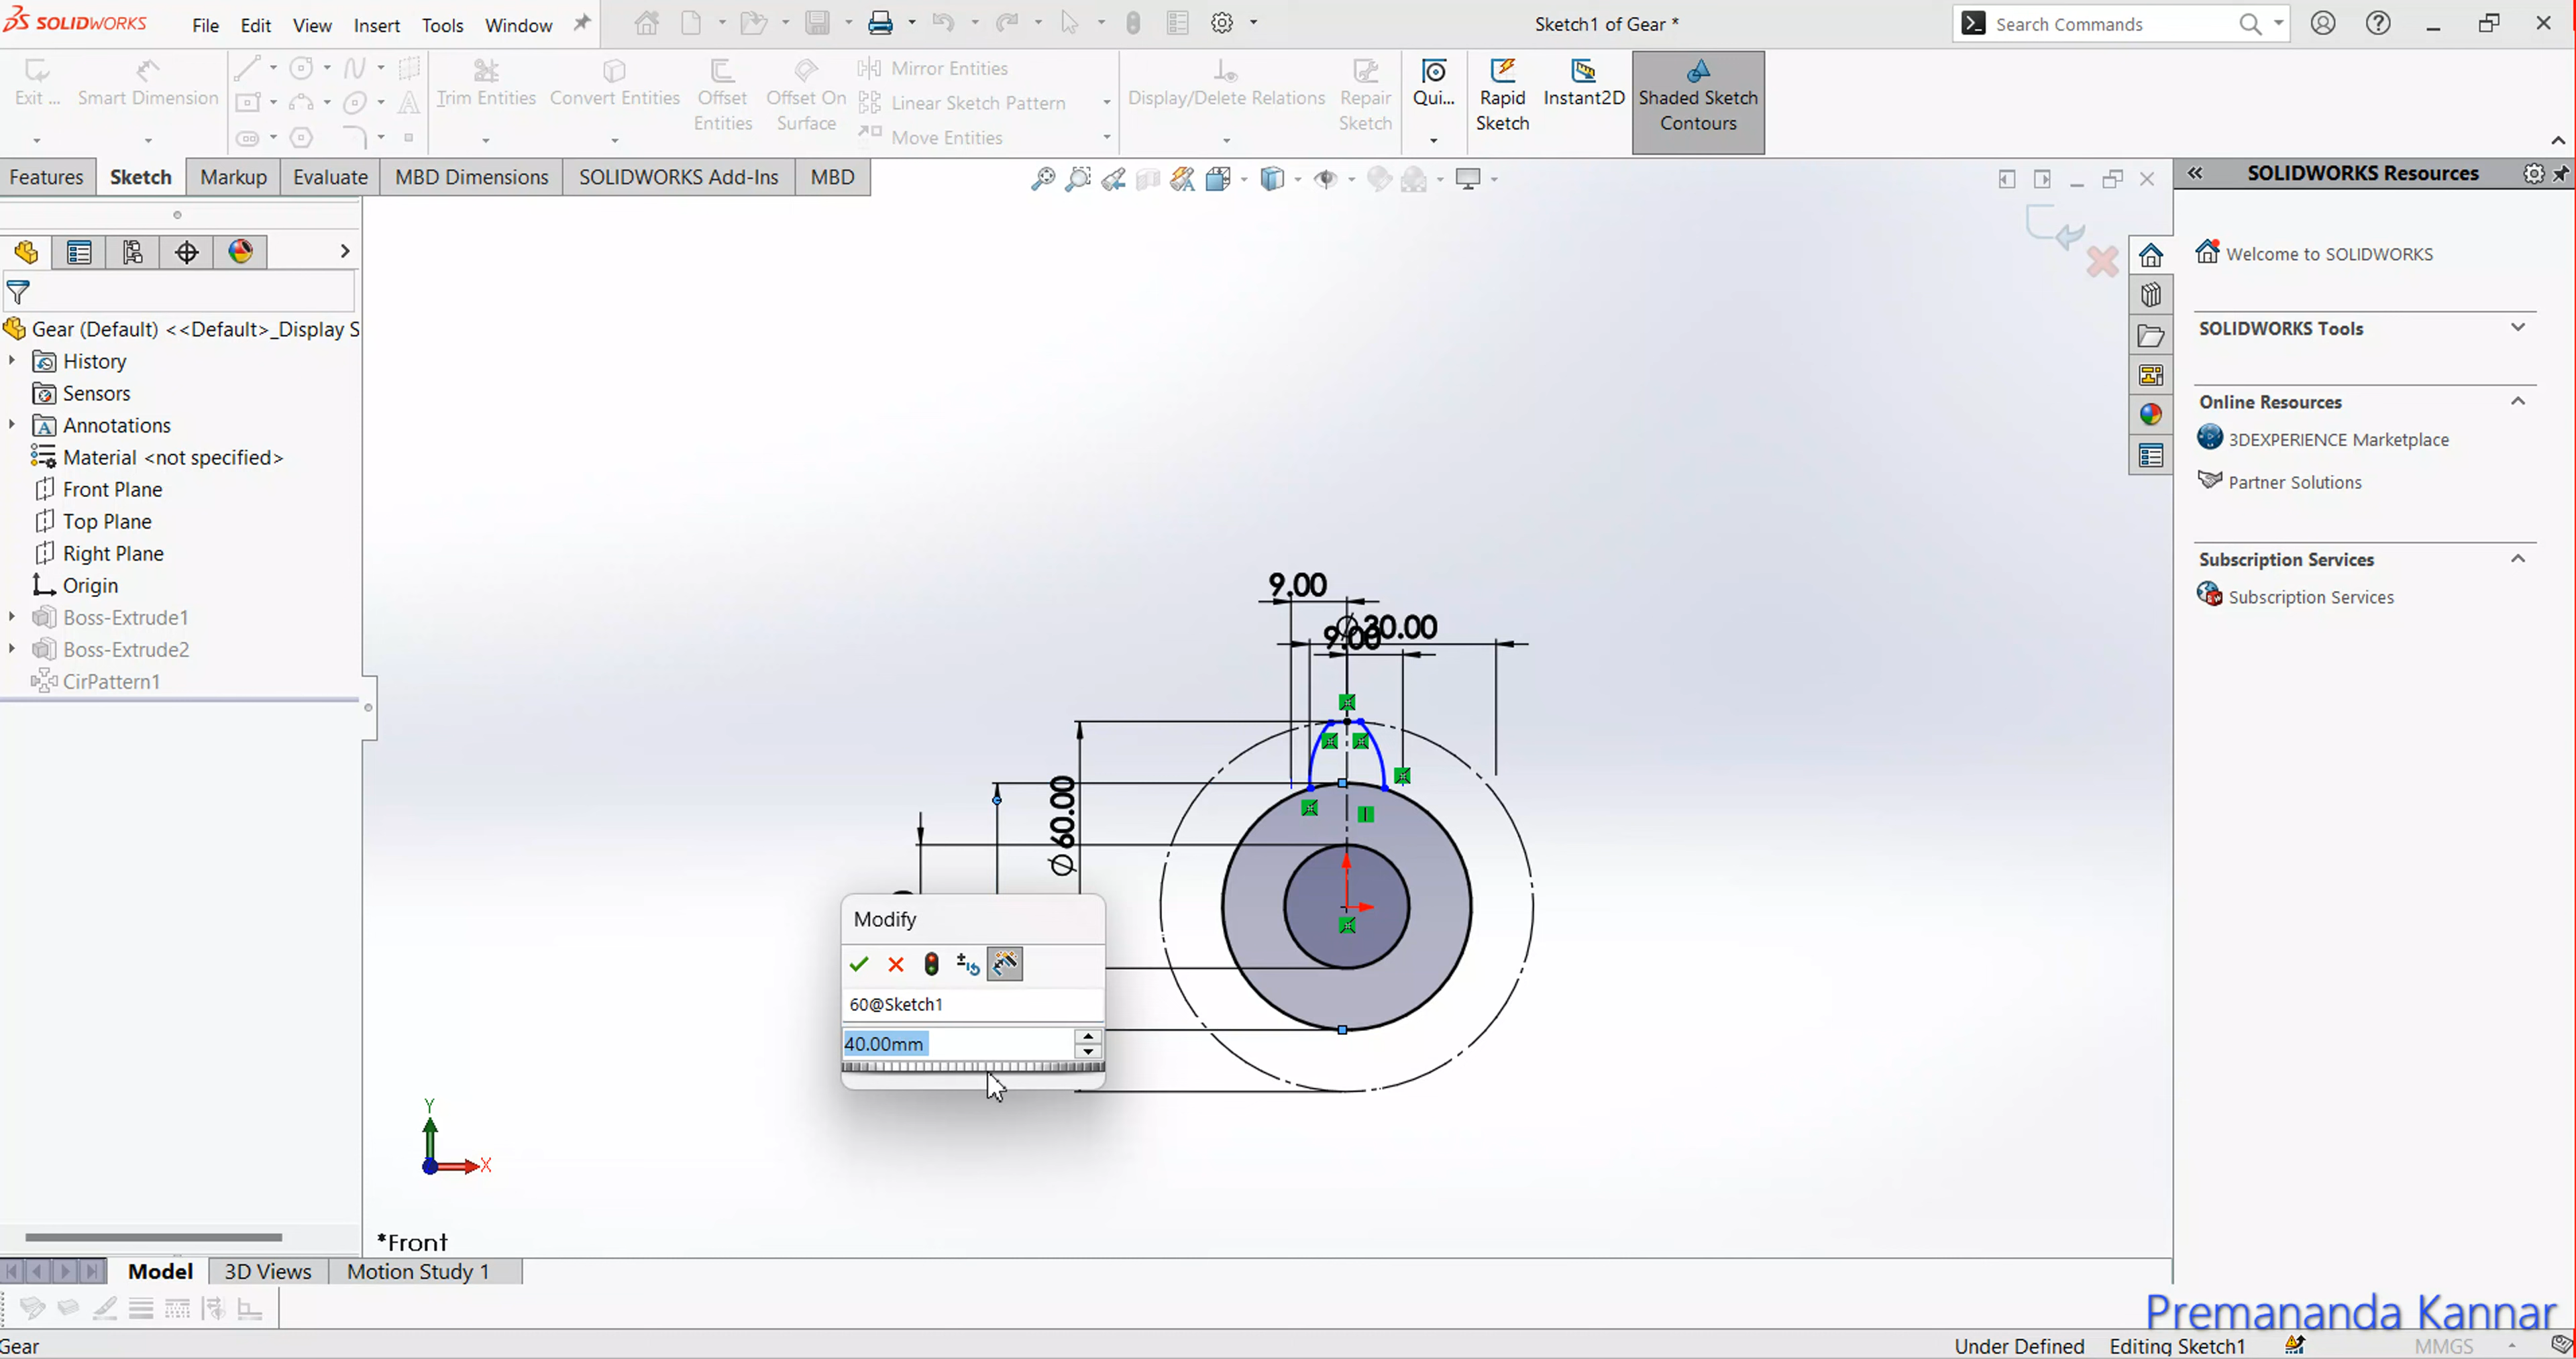 SOLIDWORKS
File Edit View Insert Tools Window
Sketch1 of Gear *
Search Commands
Exit ... Smart Dimension
Trim Entities Convert Entities Offset Entities Offset On Surface
Mirror Entities
Linear Sketch Pattern
Move Entities
Display/Delete Relations Repair Sketch Qui... Rapid Sketch Instant2D Shaded Sketch Contours
Features Sketch Markup Evaluate MBD Dimensions SOLIDWORKS Add-Ins MBD
Gear (Default) <<Default>_Display S
History
Sensors
Annotations
Material <not specified>
Front Plane
Top Plane
Right Plane
Origin
Boss-Extrude1
Boss-Extrude2
CirPattern1
9.00
∅30.00
9.00
∅60.00
Modify
60@Sketch1
40.00mm
Y
X
*Front
SOLIDWORKS Resources
Welcome to SOLIDWORKS
SOLIDWORKS Tools
Online Resources
3DEXPERIENCE Marketplace
Partner Solutions
Subscription Services
Subscription Services
Model 3D Views Motion Study 1
Premananda Kannar
Gear
Under Defined Editing Sketch1 MMGS